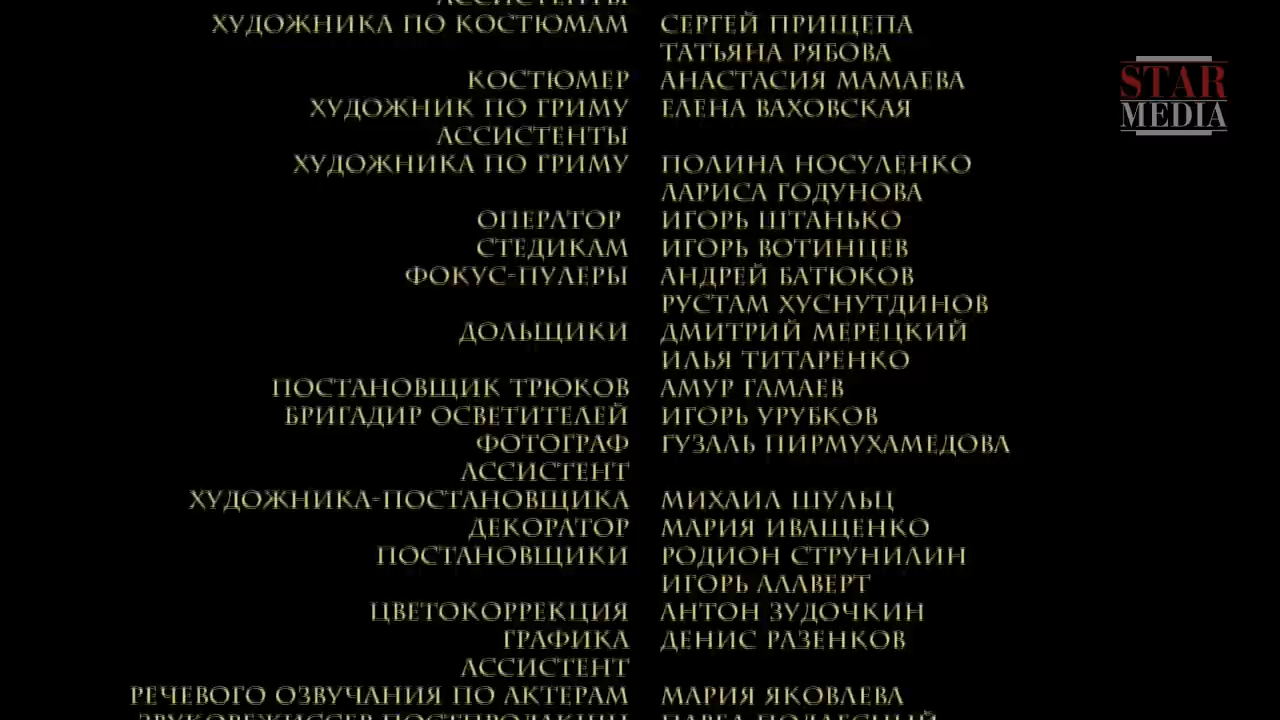 АССИСТЕНТЫ
ХУДОЖНИКА ПО КОСТЮМАМ СЕРГЕЙ ПРИЩЕПА
ТАТЬЯНА РЯБОВА
КОСТЮМЕР АНАСТАСИЯ МАМАЕВА
ХУДОЖНИК ПО ГРИМУ ЕЛЕНА ВАХОВСКАЯ
АССИСТЕНТЫ
ХУДОЖНИКА ПО ГРИМУ ПОЛИНА НОСУЛЕНКО
ЛАРИСА ГОДУНОВА
ОПЕРАТОР ИГОРЬ ШТАНЬКО
СТЕДИКАМ ИГОРЬ ВОТИНЦЕВ
ФОКУС-ПУЛЕРЫ АНДРЕЙ БАТЮКОВ
РУСТАМ ХУСНУТДИНОВ
ДОЛЬЩИКИ ДМИТРИЙ МЕРЕЦКИЙ
ИЛЬЯ ТИТАРЕНКО
ПОСТАНОВЩИК ТРЮКОВ АМУР ГАМАЕВ
БРИГАДИР ОСВЕТИТЕЛЕЙ ИГОРЬ УРУБКОВ
ФОТОГРАФ ГУЗАЛЬ ПИРМУХАМЕДОВА
АССИСТЕНТ
ХУДОЖНИКА-ПОСТАНОВЩИКА МИХАИЛ ШУЛЬЦ
ДЕКОРАТОР МАРИЯ ИВАЩЕНКО
ПОСТАНОВЩИКИ РОДИОН СТРУНИЛИН
ИГОРЬ АЛАВЕРТ
ЦВЕТОКОРРЕКЦИЯ АНТОН ЗУДОЧКИН
ГРАФИКА ДЕНИС РАЗЕНКОВ
АССИСТЕНТ
РЕЧЕВОГО ОЗВУЧАНИЯ ПО АКТЕРАМ МАРИЯ ЯКОВЛЕВА
ЗВУКОРЕЖИССЕР ПОСТПРОДАКШН
STAR
MEDIA